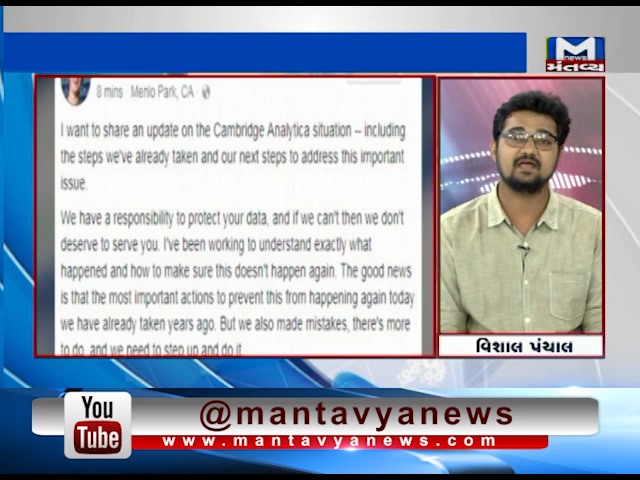 M
news
મંતવ્ય
8 mins · Menlo Park, CA ·
I want to share an update on the Cambridge Analytica situation -- including
the steps we've already taken and our next steps to address this important
issue.
We have a responsibility to protect your data, and if we can't then we don't
deserve to serve you. I've been working to understand exactly what
happened and how to make sure this doesn't happen again. The good news
is that the most important actions to prevent this from happening again today
we have already taken years ago. But we also made mistakes, there's more
to do, and we need to step up and do it
વિશાલ પંચાલ
You
Tube
@mantavyanews
www.mantavyanews.com